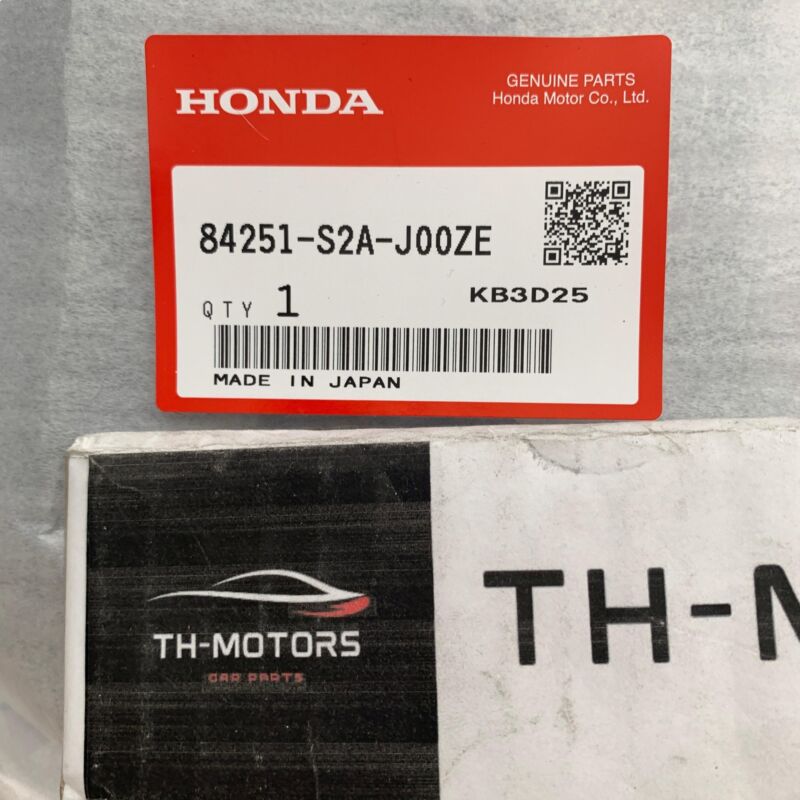 HONDA
GENUINE PARTS
Honda Motor Co., Ltd.
84251-S2A-J00ZE
QTY 1
KB3D25
MADE IN JAPAN
TH-MOTORS
CAR PARTS
TH-M